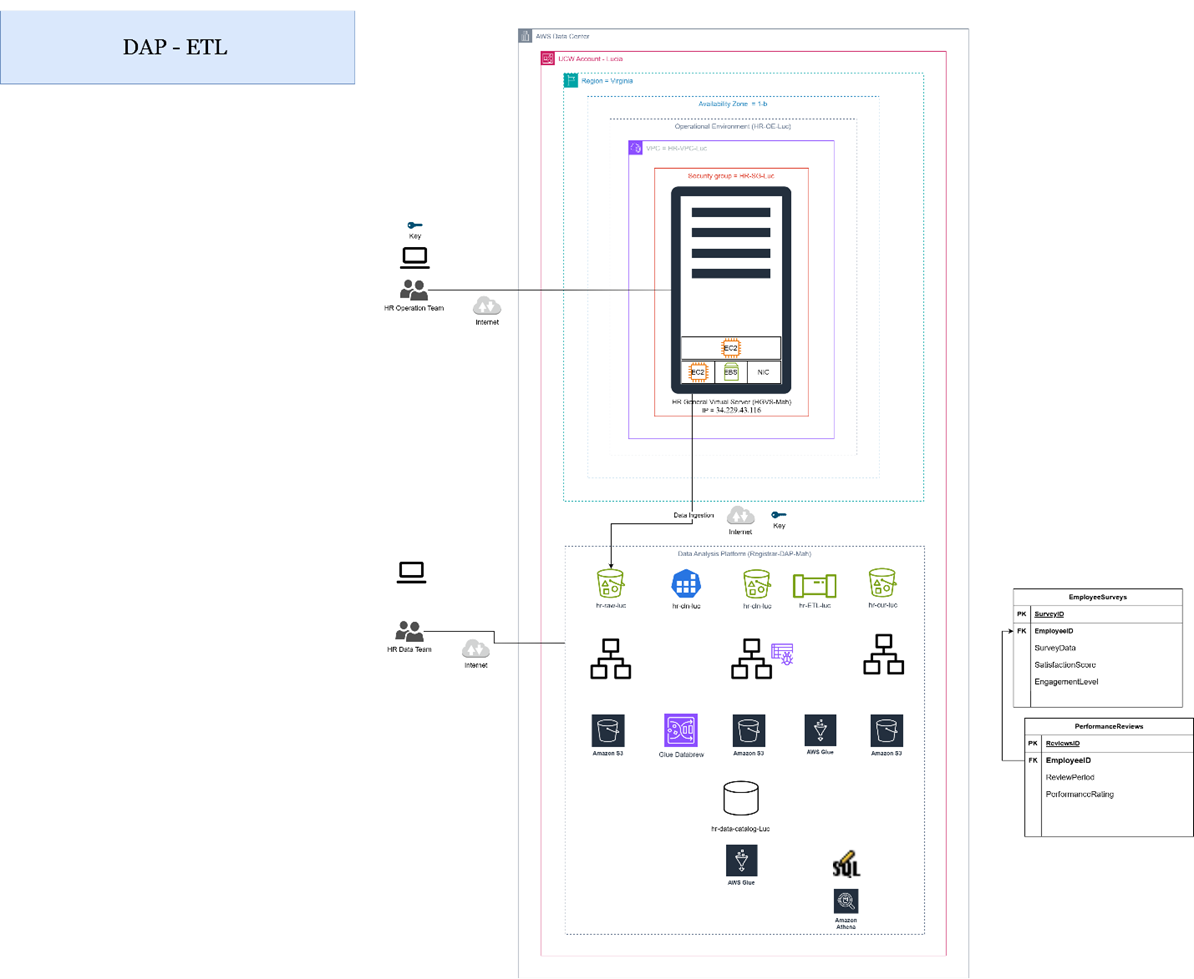 DAP - ETL
AWS Data Center
UCW Account - Lucia
Region = Virginia
Availability Zone = 1-b
Operational Environment (HR-OE-Luc)
VPC = HR-VPC-Luc
Security group = HR-SG-Luc
Key
HR Operation Team
Internet
EC2
EC2
EBS
NIC
HR General Virtual Server (HGVS-Mah)
IP = 34.229.43.116
Data Ingestion
Internet
Key
Data Analysis Platform (Registrar-DAP-Mah)
hr-raw-luc
hr-cln-luc
hr-cln-luc
hr-ETL-luc
hr-cur-luc
HR Data Team
Internet
Amazon S3
Glue Databrew
Amazon S3
AWS Glue
Amazon S3
hr-data-catalog-Luc
AWS Glue
SQL
Amazon
Athena
EmployeeSurveys
PK SurveyID
FK EmployeeID
SurveyData
SatisfactionScore
EngagementLevel
PerformanceReviews
PK ReviewsID
FK EmployeeID
ReviewPeriod
PerformanceRating